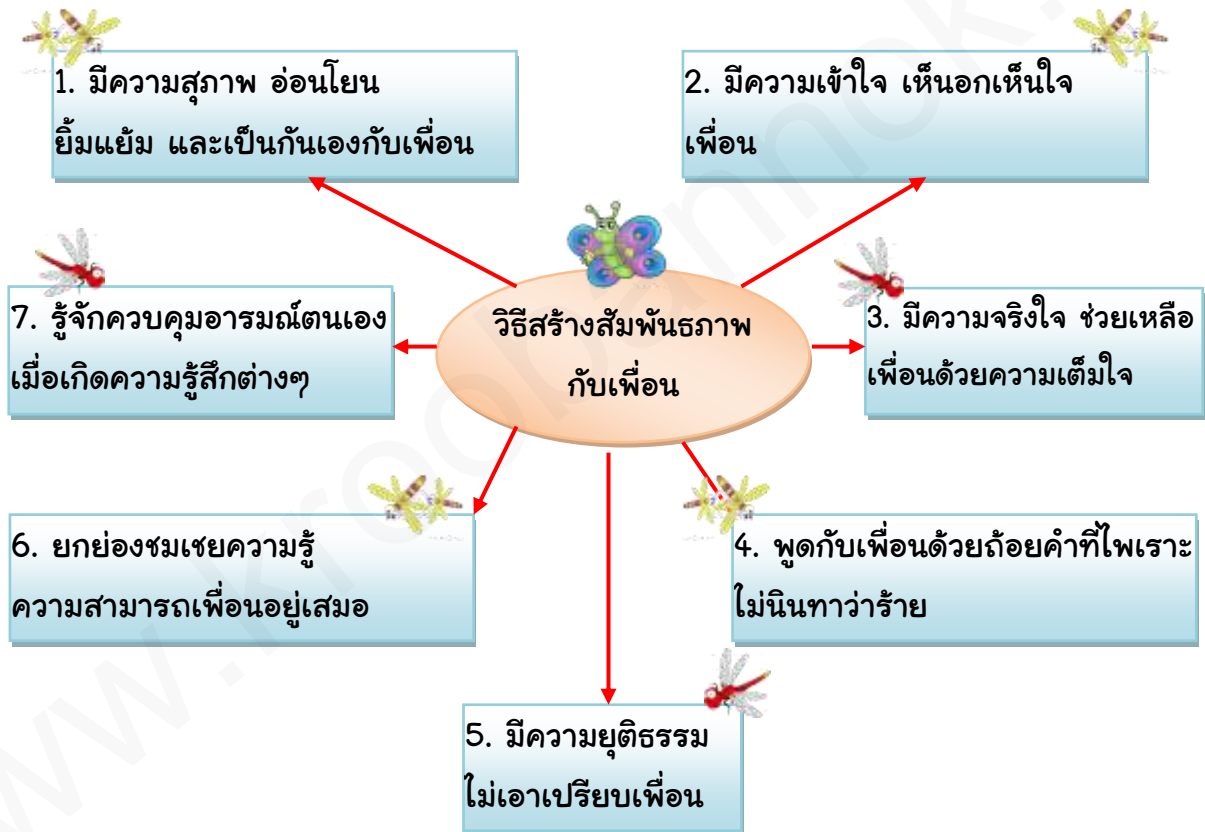 1. มีความสุภาพ อ่อนโยน
ยิ้มแย้ม และเป็นกันเองกับเพื่อน
2. มีความเข้าใจ เห็นอกเห็นใจ
เพื่อน
วิธีสร้างสัมพันธภาพ
กับเพื่อน
3. มีความจริงใจ ช่วยเหลือ
เพื่อนด้วยความเต็มใจ
4. พูดกับเพื่อนด้วยถ้อยคำที่ไพเราะ
ไม่นินทาว่าร้าย
5. มีความยุติธรรม
ไม่เอาเปรียบเพื่อน
6. ยกย่องชมเชยความรู้
ความสามารถเพื่อนอยู่เสมอ
7. รู้จักควบคุมอารมณ์ตนเอง
เมื่อเกิดความรู้สึกต่างๆ